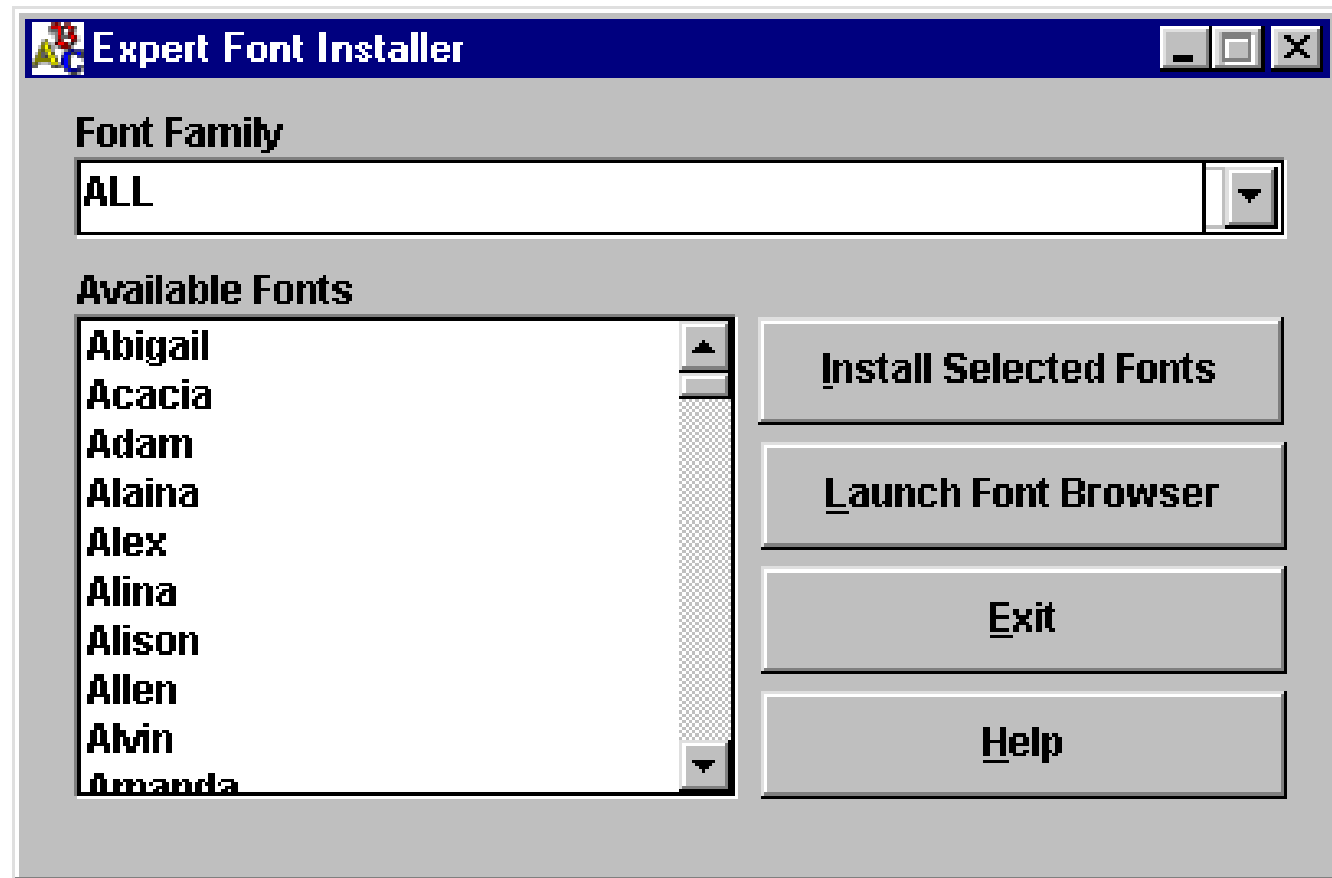 Expert Font Installer
Font Family
ALL
Available Fonts
Abigail
Acacia
Adam
Alaina
Alex
Alina
Alison
Allen
Alvin
Amanda
Install Selected Fonts
Launch Font Browser
Exit
Help